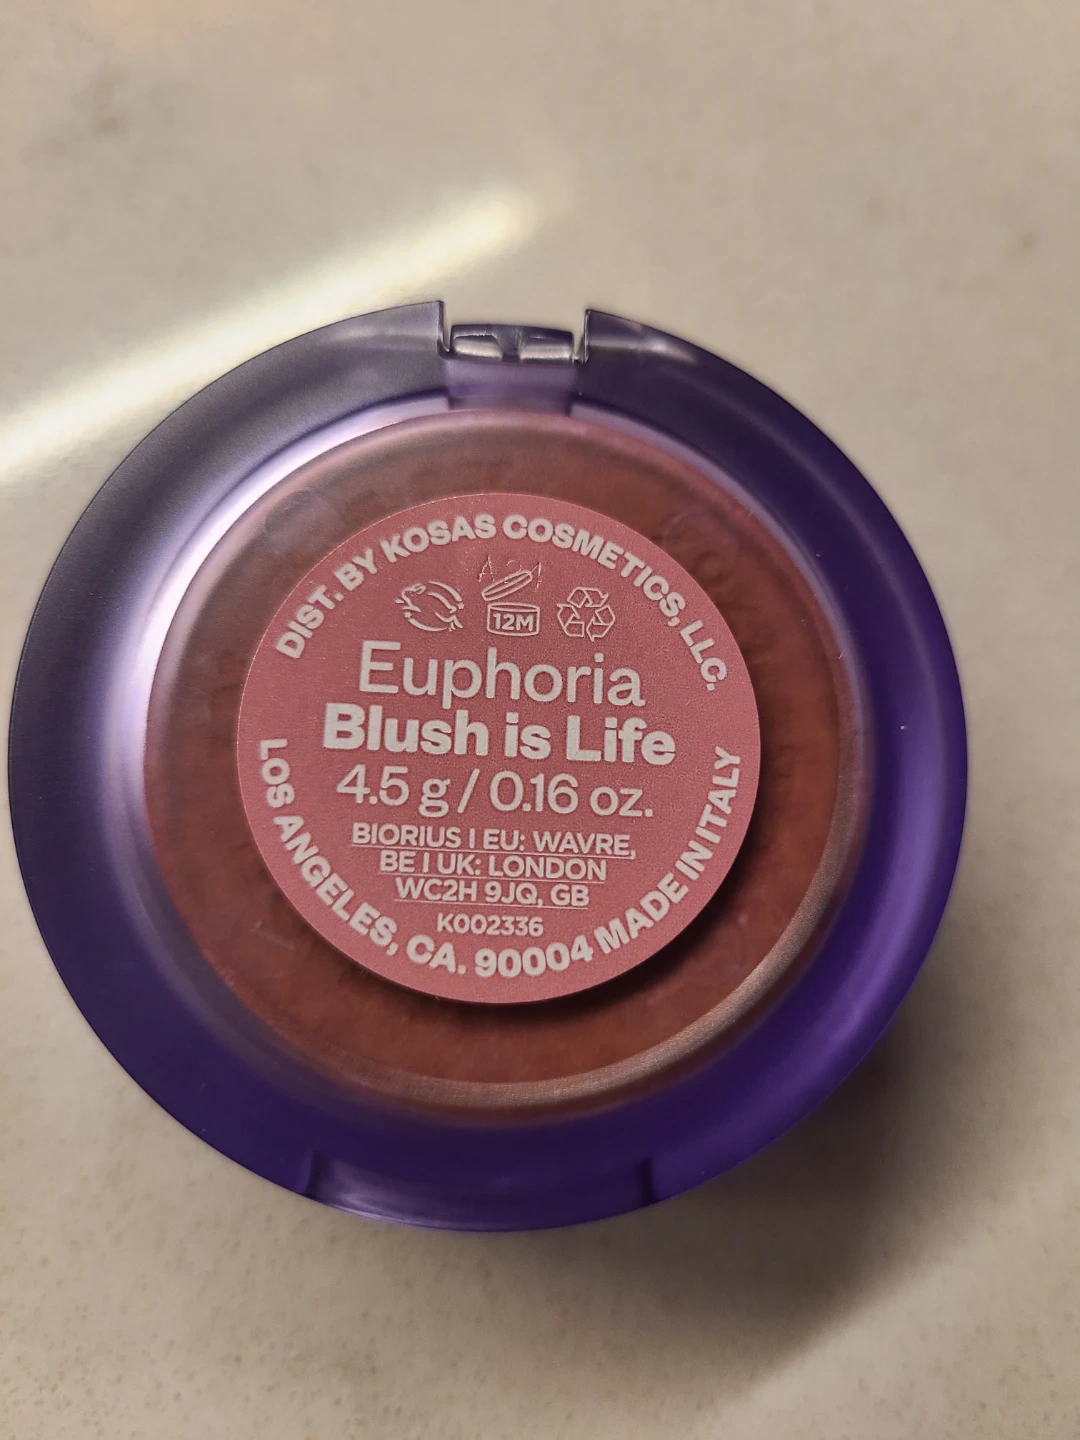 DIST. BY KOSAS COSMETICS, LLC.
12M
Euphoria
Blush is Life
4.5 g / 0.16 oz.
BIORIUS | EU: WAVRE,
BE | UK: LONDON
WC2H 9JQ, GB
K002336
LOS ANGELES, CA. 90004 MADE IN ITALY